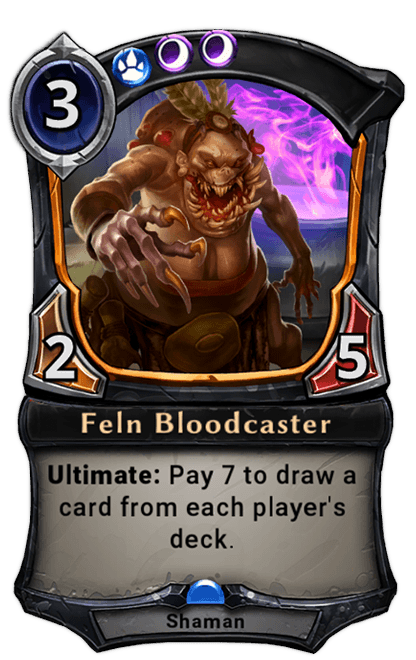 3
2
5
Feln Bloodcaster
Ultimate: Pay 7 to draw a
card from each player's
deck.
Shaman